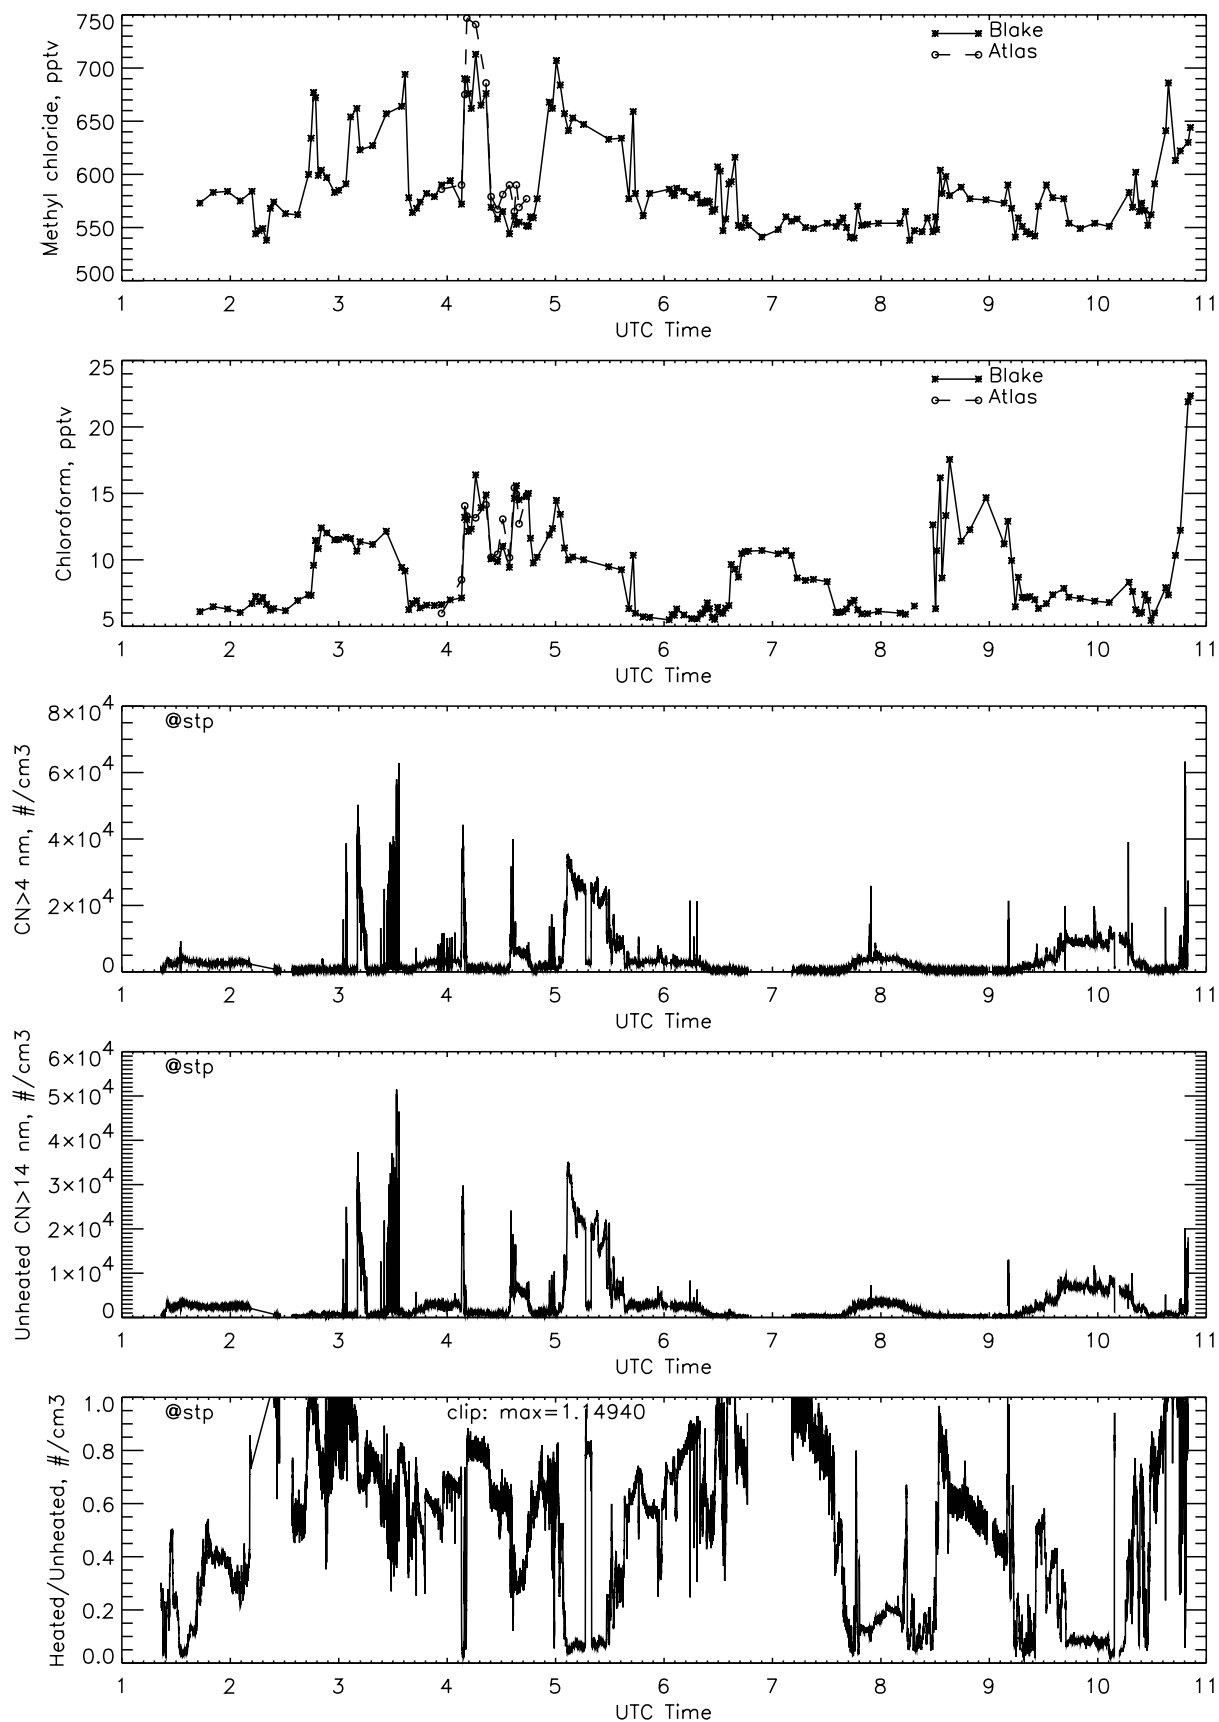 Methyl chloride, pptv
750
700
650
600
550
500
Blake
Atlas
1 2 3 4 5 6 7 8 9 10 11
UTC Time
Chloroform, pptv
25
20
15
10
5
Blake
Atlas
1 2 3 4 5 6 7 8 9 10 11
UTC Time
CN>4 nm, #/cm3
8×10^4
6×10^4
4×10^4
2×10^4
0
@stp
1 2 3 4 5 6 7 8 9 10 11
UTC Time
Unheated CN>14 nm, #/cm3
6×10^4
5×10^4
4×10^4
3×10^4
2×10^4
1×10^4
0
@stp
1 2 3 4 5 6 7 8 9 10 11
UTC Time
Heated/Unheated, #/cm3
1.0
0.8
0.6
0.4
0.2
0.0
@stp
clip: max=1.14940
1 2 3 4 5 6 7 8 9 10 11
UTC Time